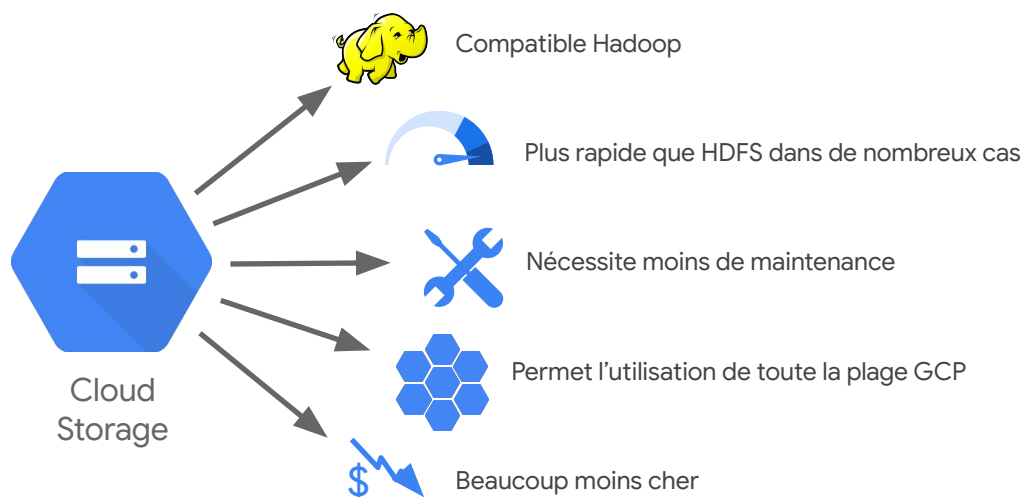 Compatible Hadoop
Plus rapide que HDFS dans de nombreux cas
Nécessite moins de maintenance
Permet l’utilisation de toute la plage GCP
Cloud
Storage
$
Beaucoup moins cher